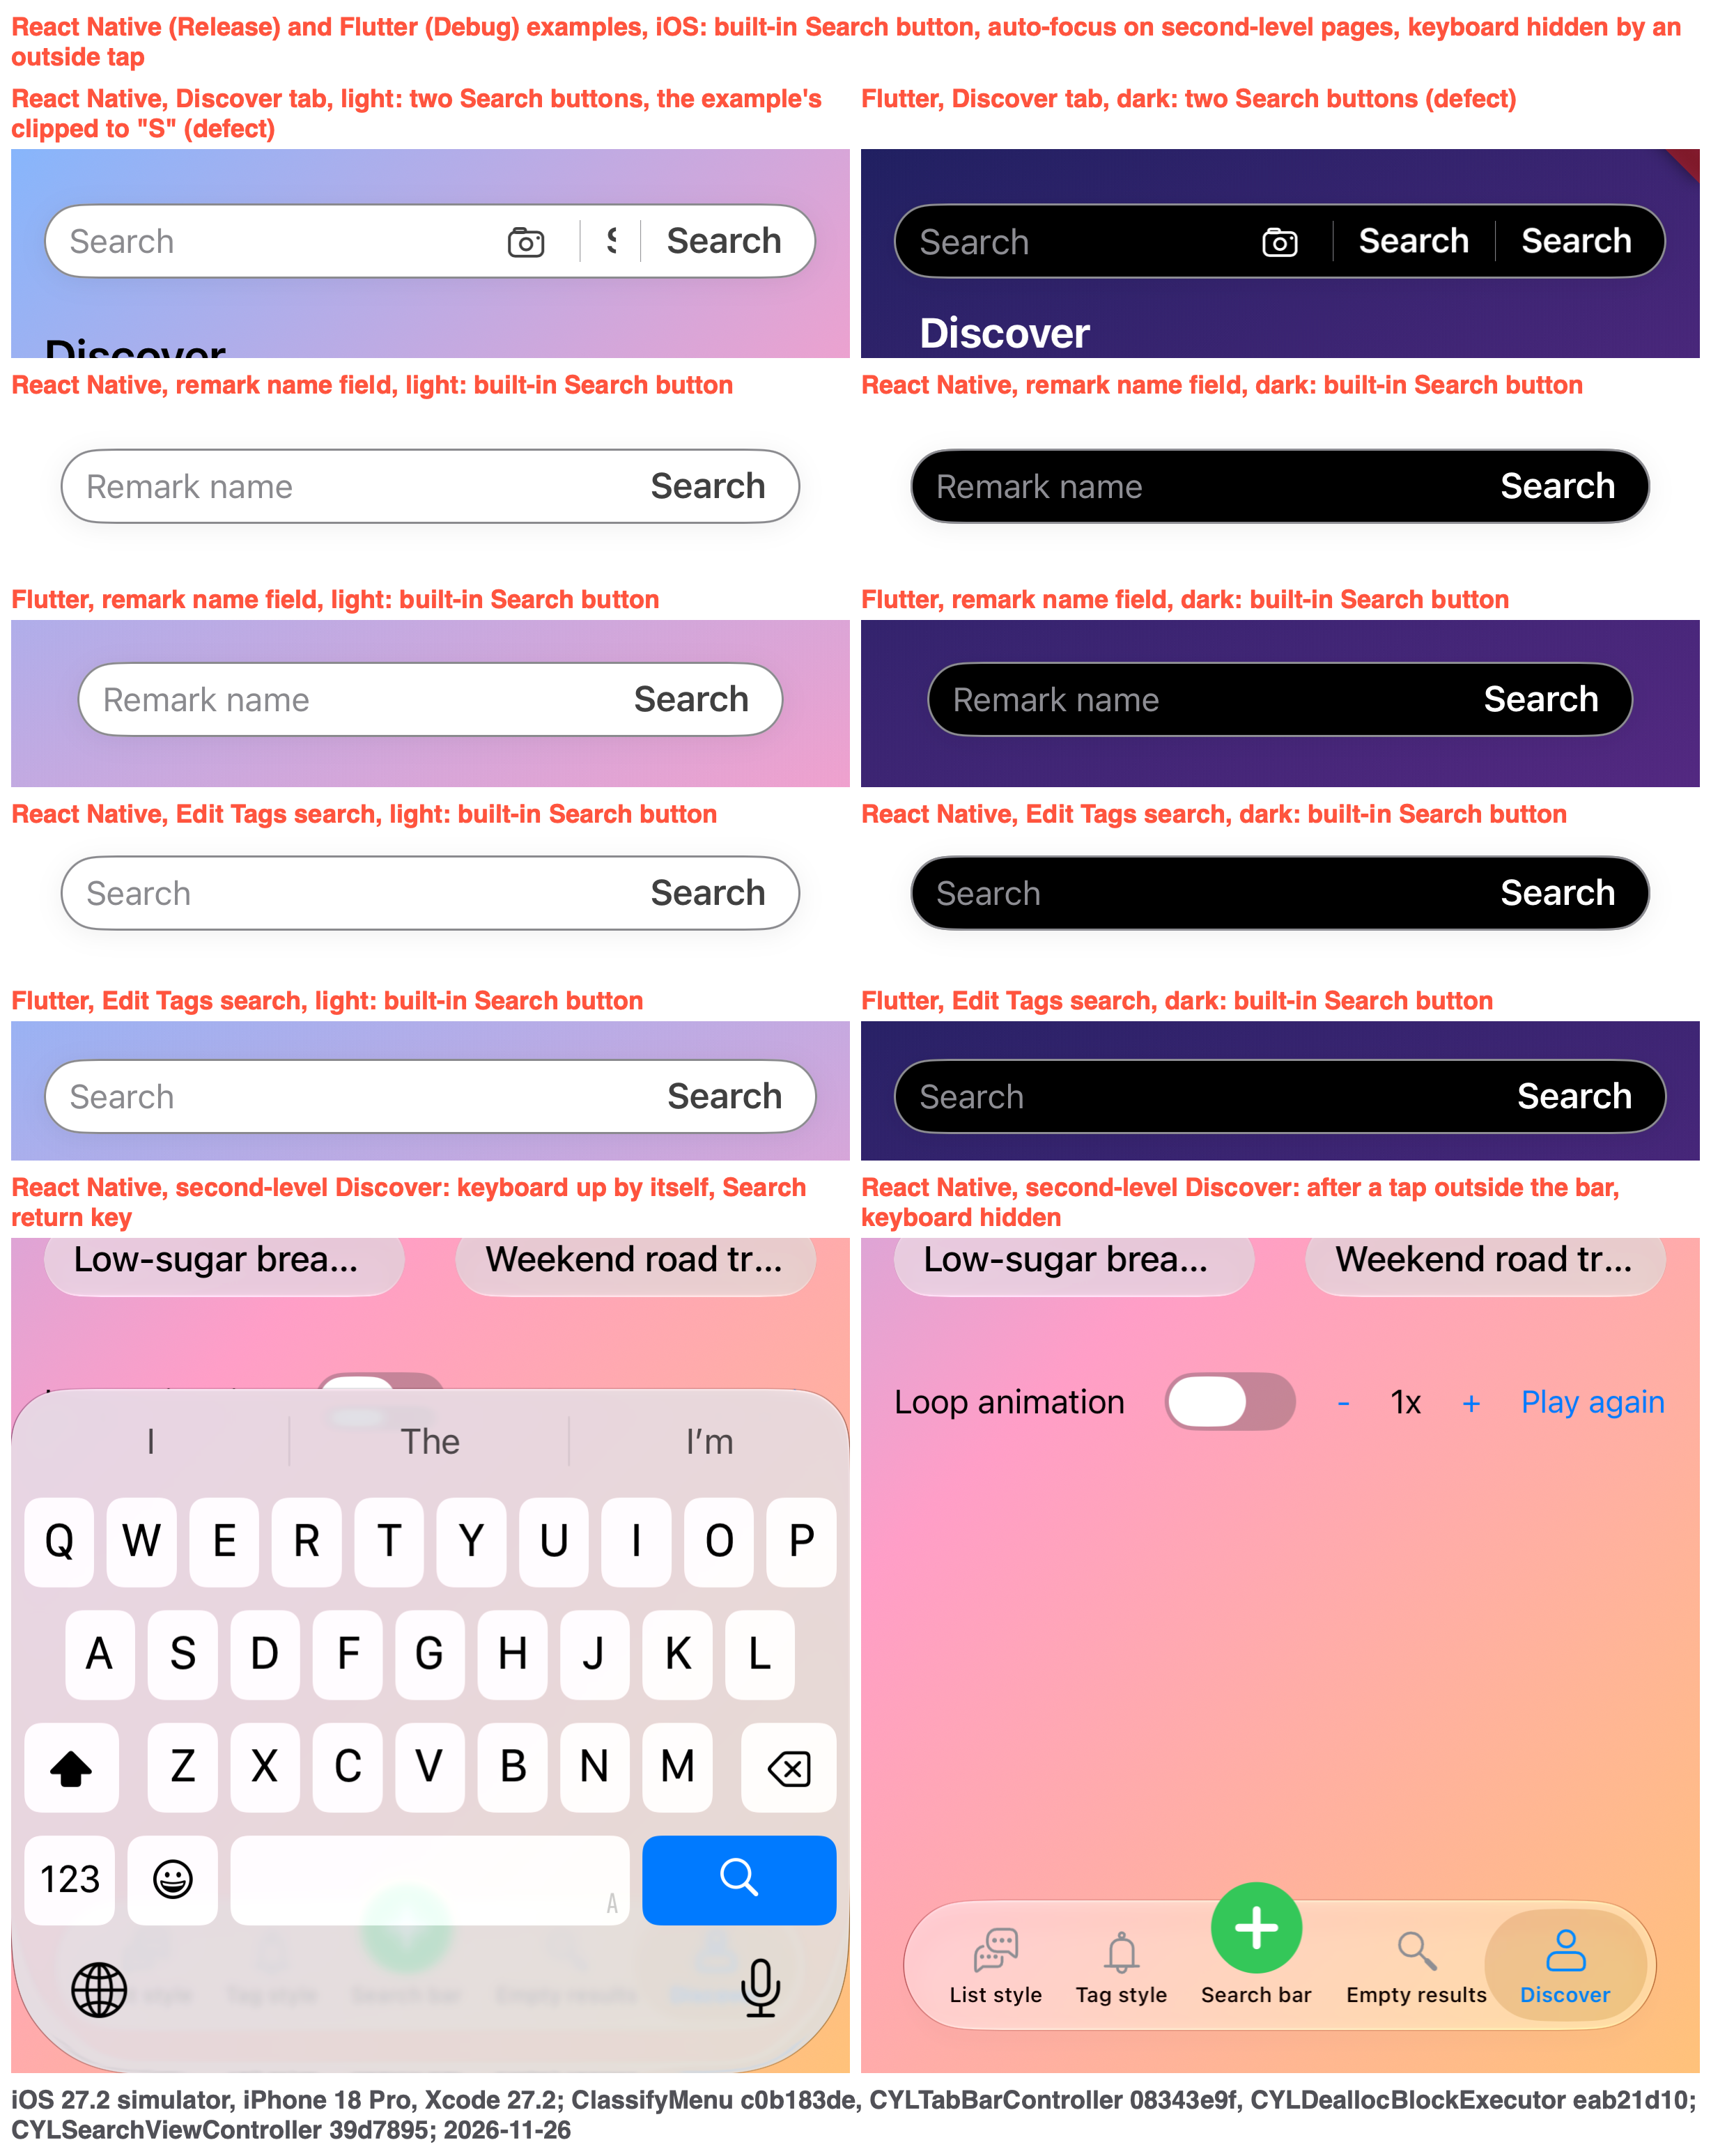 React Native (Release) and Flutter (Debug) examples, iOS: built-in Search button, auto-focus on second-level pages, keyboard hidden by an
outside tap
React Native, Discover tab, light: two Search buttons, the example's
clipped to "S" (defect)
Flutter, Discover tab, dark: two Search buttons (defect)
Search
S
Search
Discover
Search
Search
Search
Discover
React Native, remark name field, light: built-in Search button
React Native, remark name field, dark: built-in Search button
Remark name
Search
Remark name
Search
Flutter, remark name field, light: built-in Search button
Flutter, remark name field, dark: built-in Search button
Remark name
Search
Remark name
Search
React Native, Edit Tags search, light: built-in Search button
React Native, Edit Tags search, dark: built-in Search button
Search
Search
Search
Search
Flutter, Edit Tags search, light: built-in Search button
Flutter, Edit Tags search, dark: built-in Search button
Search
Search
Search
Search
React Native, second-level Discover: keyboard up by itself, Search
return key
React Native, second-level Discover: after a tap outside the bar,
keyboard hidden
Low-sugar brea...
Weekend road tr...
I
The
I'm
Q W E R T Y U I O P
A S D F G H J K L
Z X C V B N M
123
A
style
Tag style
Search bar
Empty results
Low-sugar brea...
Weekend road tr...
Loop animation
- 1x + Play again
List style
Tag style
Search bar
Empty results
Discover
iOS 27.2 simulator, iPhone 18 Pro, Xcode 27.2; ClassifyMenu c0b183de, CYLTabBarController 08343e9f, CYLDeallocBlockExecutor eab21d10;
CYLSearchViewController 39d7895; 2026-11-26